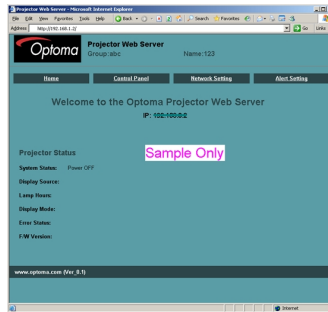 Projector Web Server - Microsoft Internet Explorer
File Edit View Favorites Tools Help Back Search Favorites
Address http://192.168.1.2/ Go Links
Optoma
Projector Web Server
Group:abc Name:123
Home Control Panel Network Setting Alert Setting
Welcome to the Optoma Projector Web Server
IP:
Projector Status
Sample Only
System Status: Power OFF
Display Source:
Lamp Hours:
Display Mode:
Error Status:
F/W Version:
www.optoma.com (Ver_0.1)
Internet